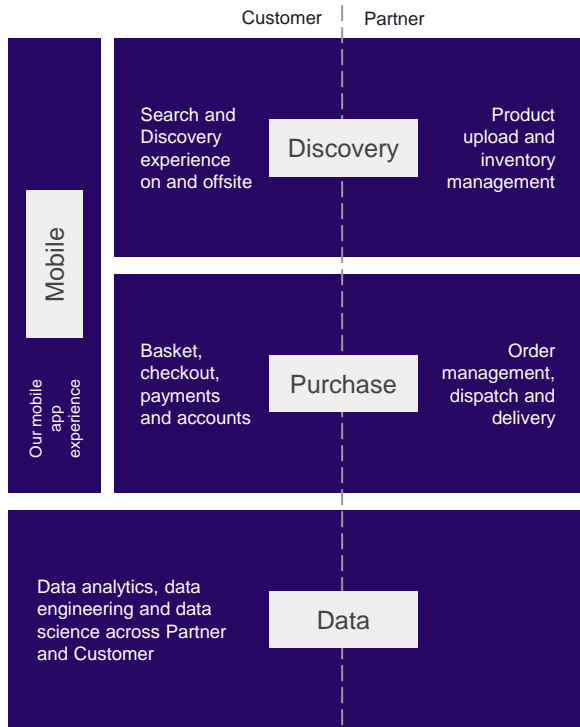 Customer
Partner
Search and
Discovery
experience
on and offsite
Discovery
Product
upload and
inventory
management
Mobile
Our mobile
app
experience
Basket,
checkout,
payments
and accounts
Purchase
Order
management,
dispatch and
delivery
Data analytics, data
engineering and data
science across Partner
and Customer
Data